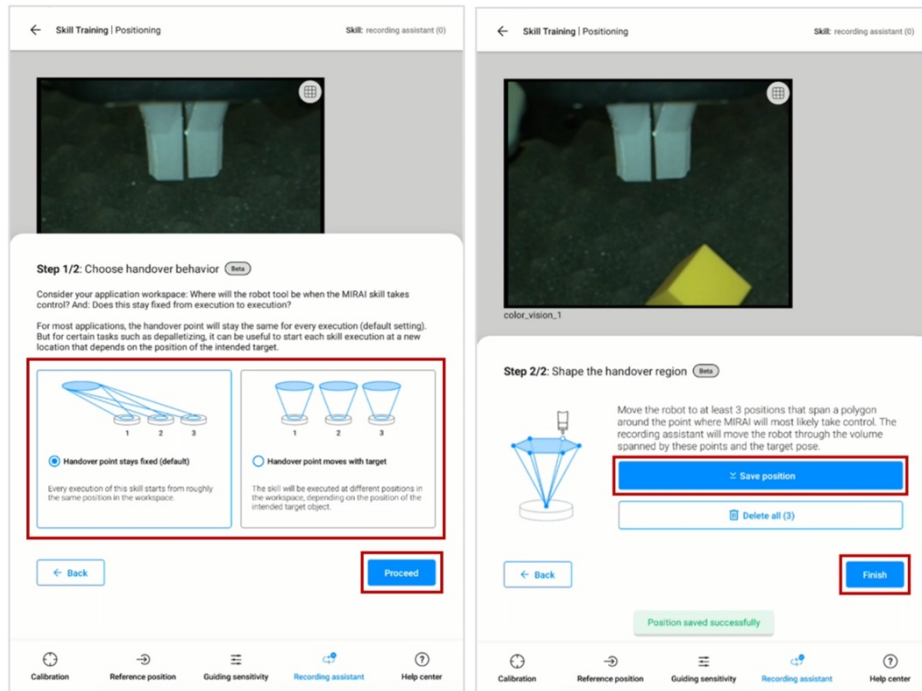 Skill Training | Positioning
Skill: recording assistant (0)
Step 1/2: Choose handover behavior
Beta
Consider your application workspace: Where will the robot tool be when the MIRAI skill takes
control? And: Does this stay fixed from execution to execution?
For most applications, the handover point will stay the same for every execution (default setting).
But for certain tasks such as depalletizing, it can be useful to start each skill execution at a new
location that depends on the position of the intended target.
1 2 3
Handover point stays fixed (default)
Every execution of this skill starts from roughly
the same position in the workspace.
1 2 3
Handover point moves with target
The skill will be executed at different positions in
the workspace, depending on the position of the
intended target object.
Back
Proceed
Calibration
Reference position
Guiding sensitivity
Recording assistant
Help center
Skill Training | Positioning
Skill: recording assistant (0)
color_vision_1
Step 2/2: Shape the handover region
Beta
Move the robot to at least 3 positions that span a polygon
around the point where MIRAI will most likely take control. The
recording assistant will move the robot through the volume
spanned by these points and the target pose.
Save position
Delete all (3)
Back
Finish
Position saved successfully
Calibration
Reference position
Guiding sensitivity
Recording assistant
Help center